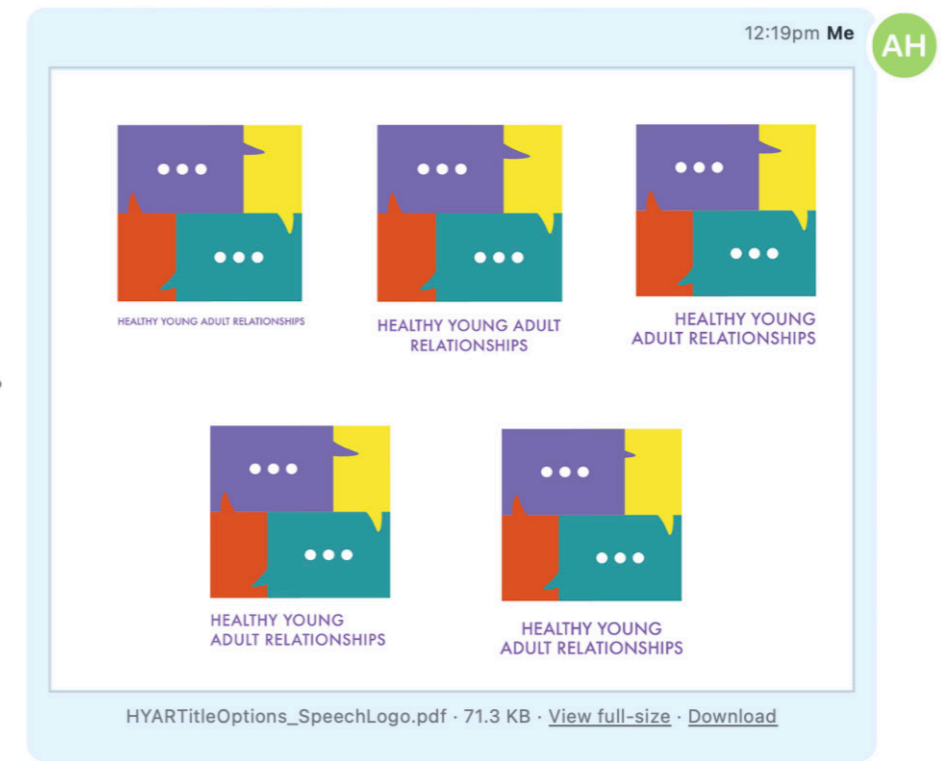 12:19pm Me
AH
HEALTHY YOUNG ADULT RELATIONSHIPS
HEALTHY YOUNG ADULT
RELATIONSHIPS
HEALTHY YOUNG
ADULT RELATIONSHIPS
HEALTHY YOUNG
ADULT RELATIONSHIPS
HEALTHY YOUNG
ADULT RELATIONSHIPS
HYARTitleOptions_SpeechLogo.pdf · 71.3 KB · View full-size · Download